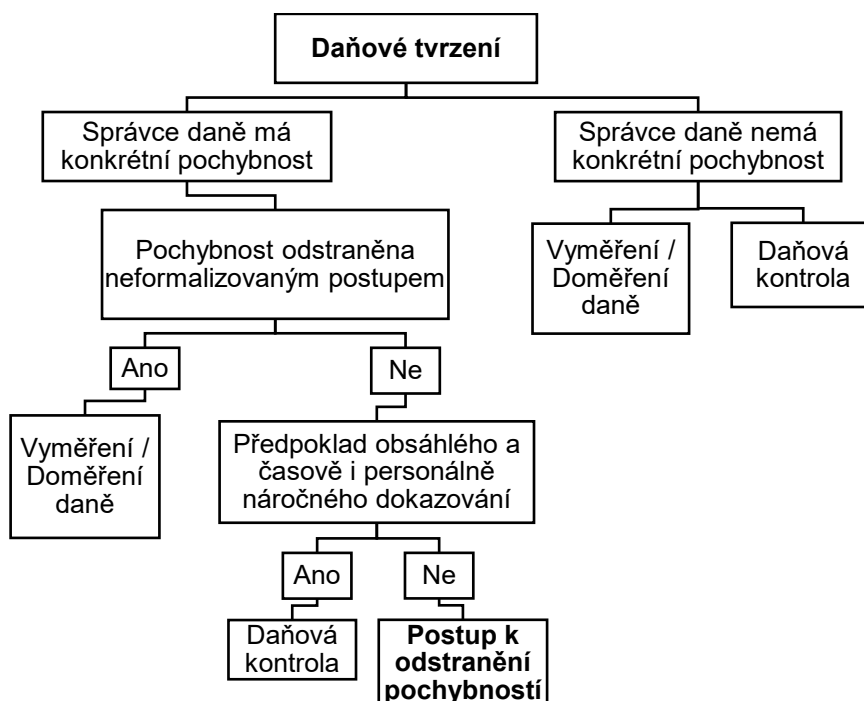 Daňové tvrzení
Správce daně má
konkrétní pochybnost
Správce daně nemá
konkrétní pochybnost
Pochybnost odstraněna
neformalizovaným postupem
Vyměření /
Doměření
daně
Daňová
kontrola
Ano
Ne
Vyměření /
Doměření
daně
Předpoklad obsáhlého a
časově i personálně
náročného dokazování
Ano
Ne
Daňová
kontrola
Postup k
odstranění
pochybností